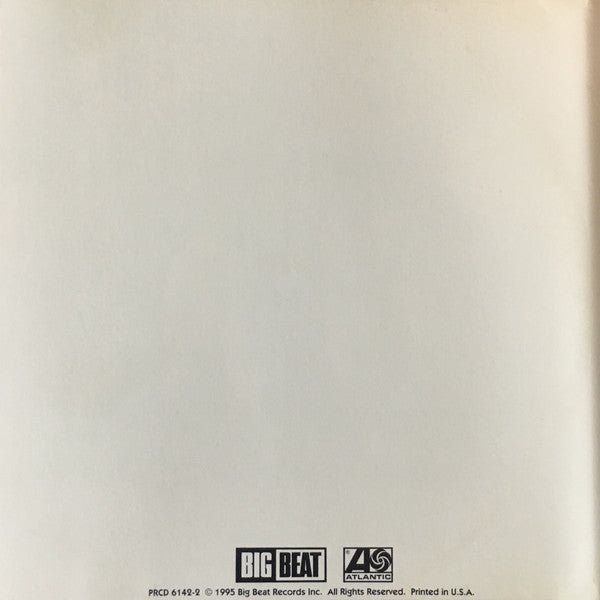 BIG BEAT
® ATLANTIC
PRCD 6142-2 © 1995 Big Beat Records Inc. All Rights Reserved. Printed in U.S.A.